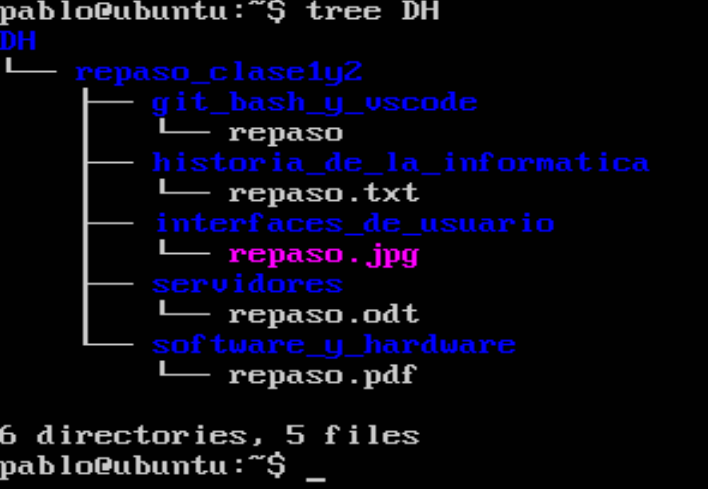 pablo@ubuntu:~$ tree DH
DH
└── repaso_clase1y2
    ├── git_bash_y_vscode
    │   └── repaso
    ├── historia_de_la_informatica
    │   └── repaso.txt
    ├── interfaces_de_usuario
    │   └── repaso.jpg
    ├── servidores
    │   └── repaso.odt
    └── software_y_hardware
        └── repaso.pdf
6 directories, 5 files
pablo@ubuntu:~$ _